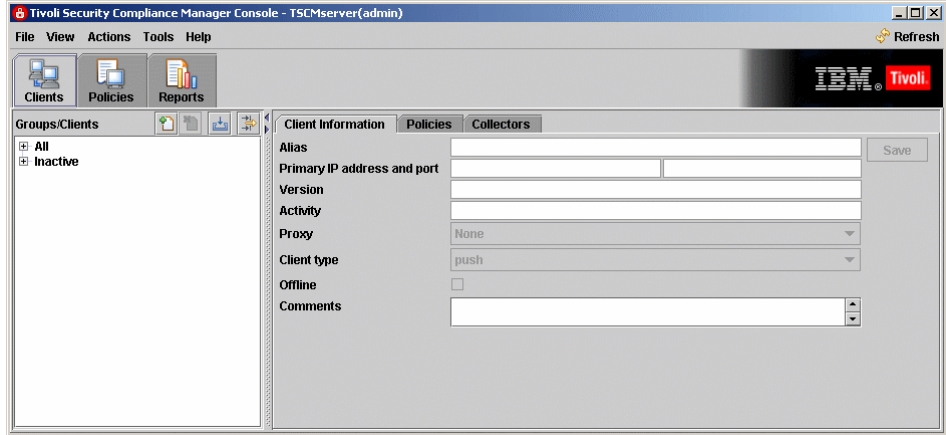 Tivoli Security Compliance Manager Console - TSCMserver(admin)
File View Actions Tools Help Refresh
Clients Policies Reports IBM® Tivoli.
Groups/Clients Client Information Policies Collectors
All
Inactive
Alias Save
Primary IP address and port
Version
Activity
Proxy None
Client type push
Offline
Comments